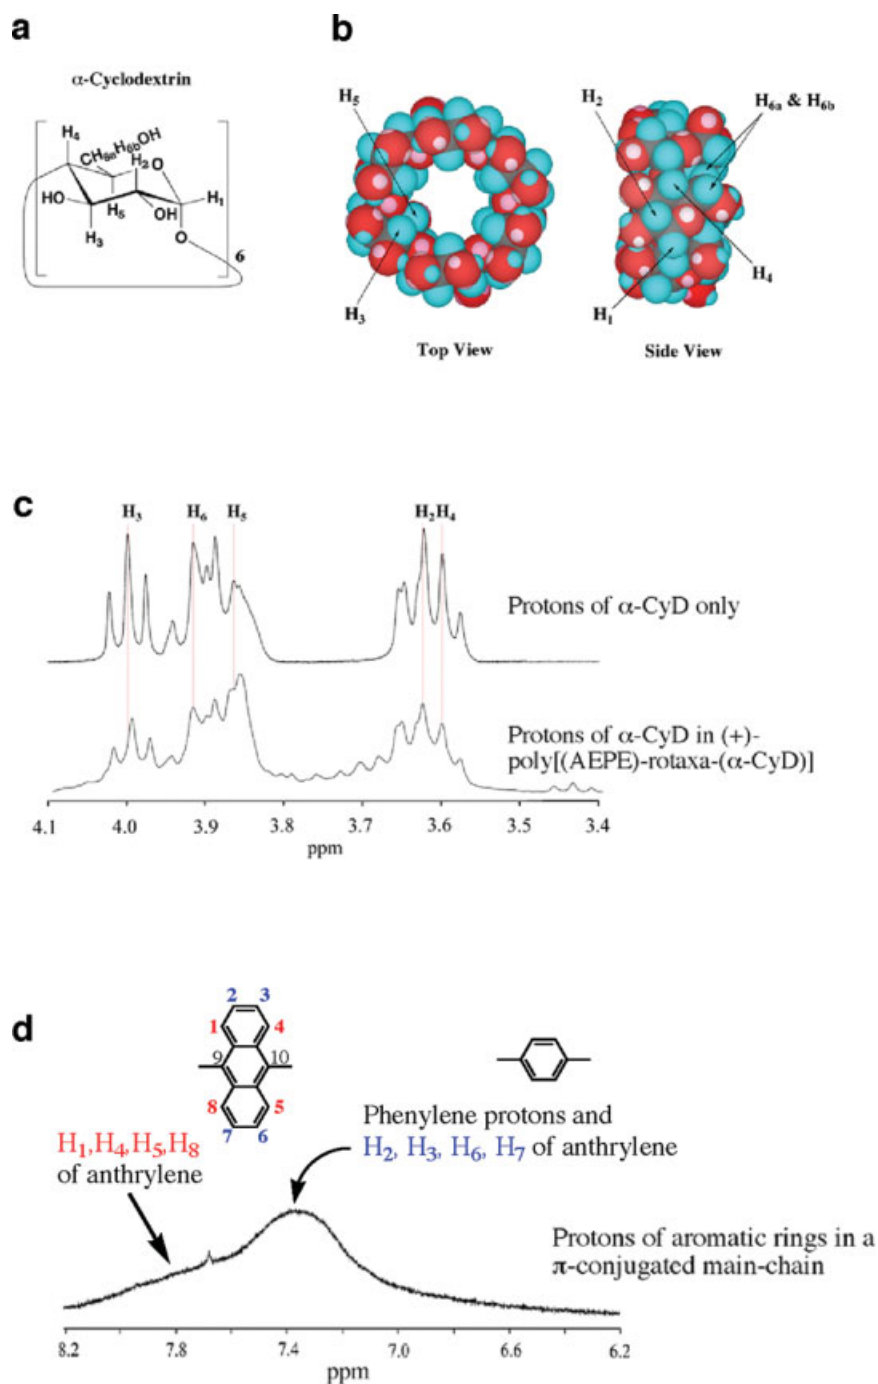 a
b
α-Cyclodextrin
H4
CH6aH6bOH
H2
O
HO
H5
OH
H1
H3
O
6
H5
H3
Top View
H2
H6a & H6b
H4
H1
Side View
c
H3 H6 H5 H2 H4
Protons of α-CyD only
Protons of α-CyD in (+)-
poly[(AEPE)-rotaxa-(α-CyD)]
4.1 4.0 3.9 3.8 3.7 3.6 3.5 3.4
ppm
d
2 3
1 4
9 10
8 5
7 6
H1,H4,H5,H8
of anthrylene
Phenylene protons and
H2, H3, H6, H7 of anthrylene
Protons of aromatic rings in a
π-conjugated main-chain
8.2 7.8 7.4 7.0 6.6 6.2
ppm